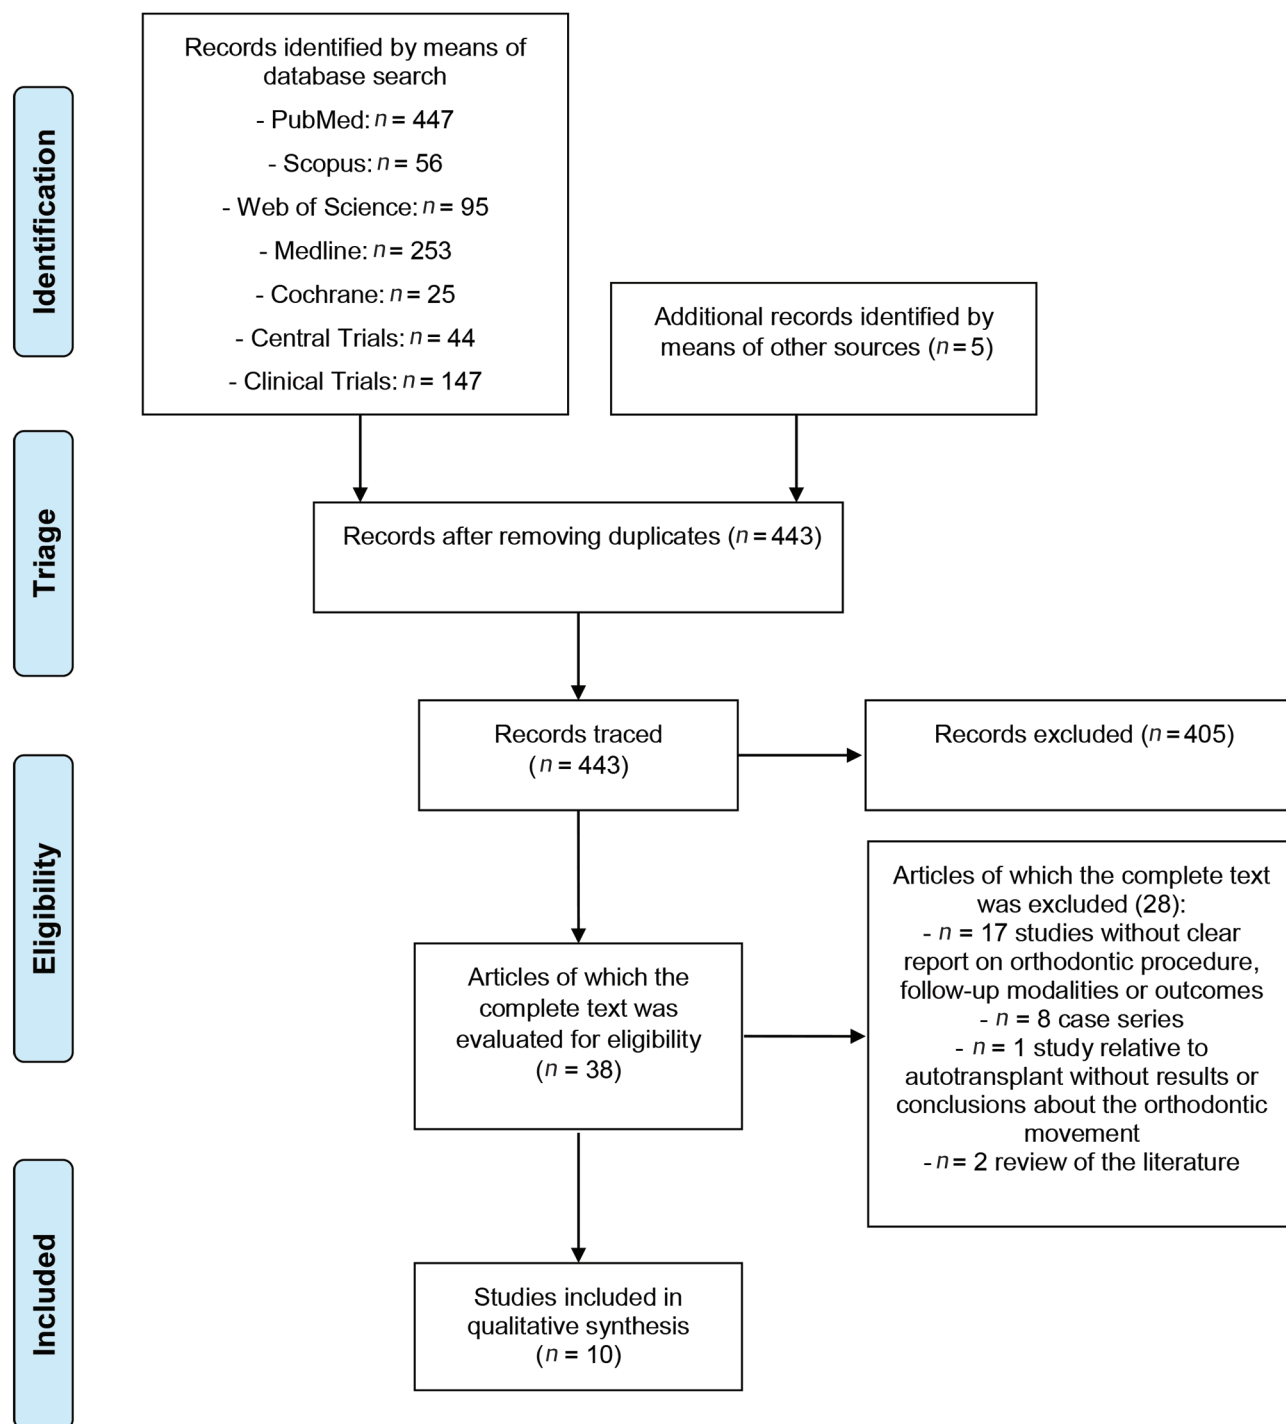 Identification
Records identified by means of
database search
- PubMed: n = 447
- Scopus: n = 56
- Web of Science: n = 95
- Medline: n = 253
- Cochrane: n = 25
- Central Trials: n = 44
- Clinical Trials: n = 147
Additional records identified by
means of other sources (n = 5)
Triage
Records after removing duplicates (n = 443)
Records traced
(n = 443)
Records excluded (n = 405)
Eligibility
Articles of which the
complete text was
evaluated for eligibility
(n = 38)
Articles of which the complete text
was excluded (28):
- n = 17 studies without clear
report on orthodontic procedure,
follow-up modalities or outcomes
- n = 8 case series
- n = 1 study relative to
autotransplant without results or
conclusions about the orthodontic
movement
- n = 2 review of the literature
Included
Studies included in
qualitative synthesis
(n = 10)